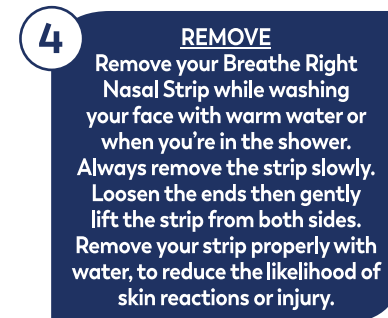 4
REMOVE
Remove your Breathe Right
Nasal Strip while washing
your face with warm water or
when you're in the shower.
Always remove the strip slowly.
Loosen the ends then gently
lift the strip from both sides.
Remove your strip properly with
water, to reduce the likelihood of
skin reactions or injury.